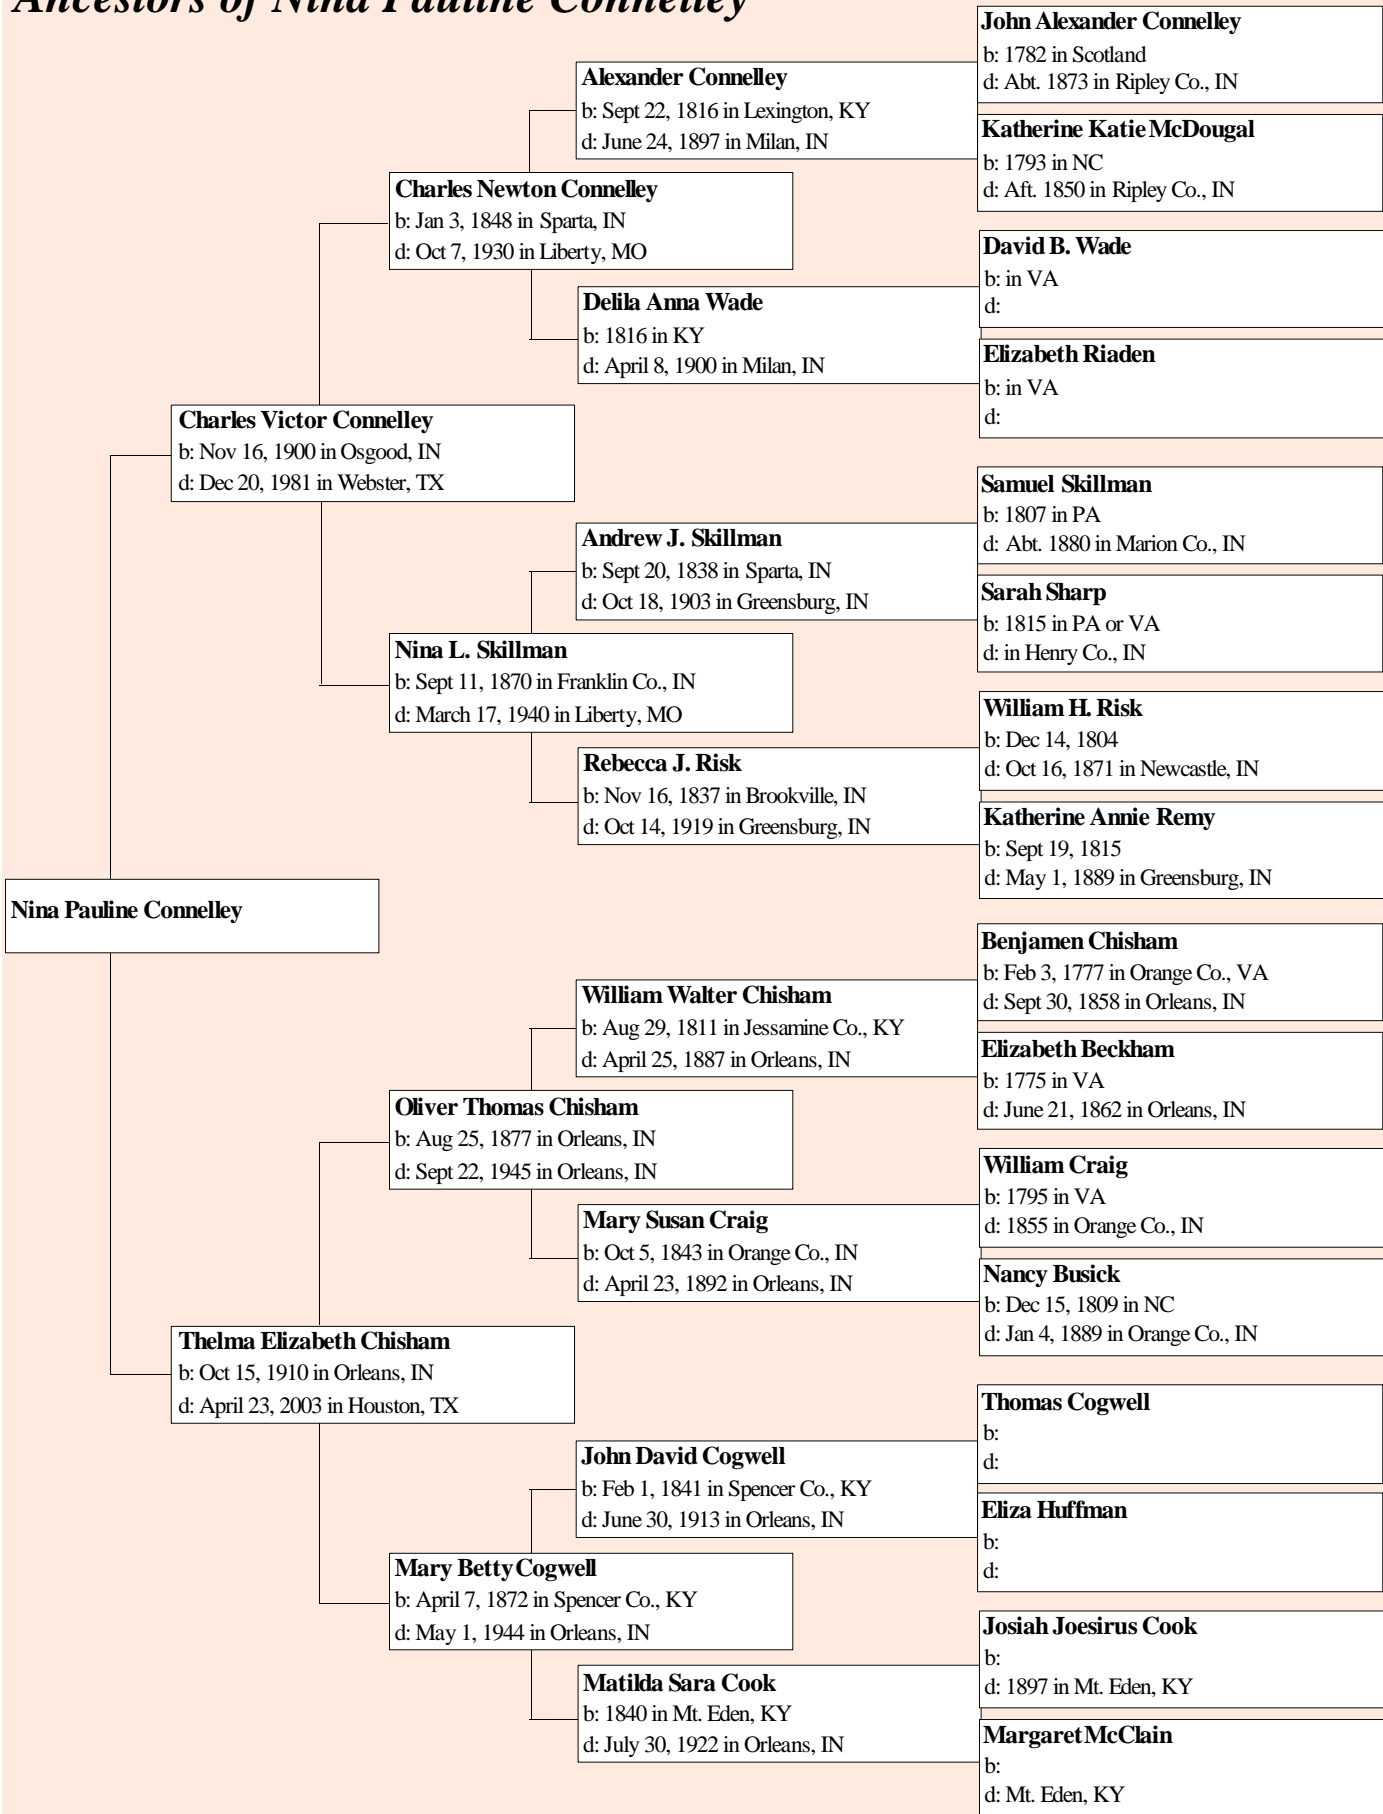 Ancestors of Nina Pauline Connelley
John Alexander Connelley
b: 1782 in Scotland
d: Abt. 1873 in Ripley Co., IN
Alexander Connelley
b: Sept 22, 1816 in Lexington, KY
d: June 24, 1897 in Milan, IN
Katherine Katie McDougal
b: 1793 in NC
d: Aft. 1850 in Ripley Co., IN
Charles Newton Connelley
b: Jan 3, 1848 in Sparta, IN
d: Oct 7, 1930 in Liberty, MO
David B. Wade
b: in VA
d:
Delila Anna Wade
b: 1816 in KY
d: April 8, 1900 in Milan, IN
Elizabeth Riaden
b: in VA
d:
Charles Victor Connelley
b: Nov 16, 1900 in Osgood, IN
d: Dec 20, 1981 in Webster, TX
Samuel Skillman
b: 1807 in PA
d: Abt. 1880 in Marion Co., IN
Andrew J. Skillman
b: Sept 20, 1838 in Sparta, IN
d: Oct 18, 1903 in Greensburg, IN
Sarah Sharp
b: 1815 in PA or VA
d: in Henry Co., IN
Nina L. Skillman
b: Sept 11, 1870 in Franklin Co., IN
d: March 17, 1940 in Liberty, MO
William H. Risk
b: Dec 14, 1804
d: Oct 16, 1871 in Newcastle, IN
Rebecca J. Risk
b: Nov 16, 1837 in Brookville, IN
d: Oct 14, 1919 in Greensburg, IN
Katherine Annie Remy
b: Sept 19, 1815
d: May 1, 1889 in Greensburg, IN
Nina Pauline Connelley
Benjamen Chisham
b: Feb 3, 1777 in Orange Co., VA
d: Sept 30, 1858 in Orleans, IN
William Walter Chisham
b: Aug 29, 1811 in Jessamine Co., KY
d: April 25, 1887 in Orleans, IN
Elizabeth Beckham
b: 1775 in VA
d: June 21, 1862 in Orleans, IN
Oliver Thomas Chisham
b: Aug 25, 1877 in Orleans, IN
d: Sept 22, 1945 in Orleans, IN
William Craig
b: 1795 in VA
d: 1855 in Orange Co., IN
Mary Susan Craig
b: Oct 5, 1843 in Orange Co., IN
d: April 23, 1892 in Orleans, IN
Nancy Busick
b: Dec 15, 1809 in NC
d: Jan 4, 1889 in Orange Co., IN
Thelma Elizabeth Chisham
b: Oct 15, 1910 in Orleans, IN
d: April 23, 2003 in Houston, TX
Thomas Cogwell
b:
d:
John David Cogwell
b: Feb 1, 1841 in Spencer Co., KY
d: June 30, 1913 in Orleans, IN
Eliza Huffman
b:
d:
Mary Betty Cogwell
b: April 7, 1872 in Spencer Co., KY
d: May 1, 1944 in Orleans, IN
Josiah Joesirus Cook
b:
d: 1897 in Mt. Eden, KY
Matilda Sara Cook
b: 1840 in Mt. Eden, KY
d: July 30, 1922 in Orleans, IN
Margaret McClain
b:
d: Mt. Eden, KY